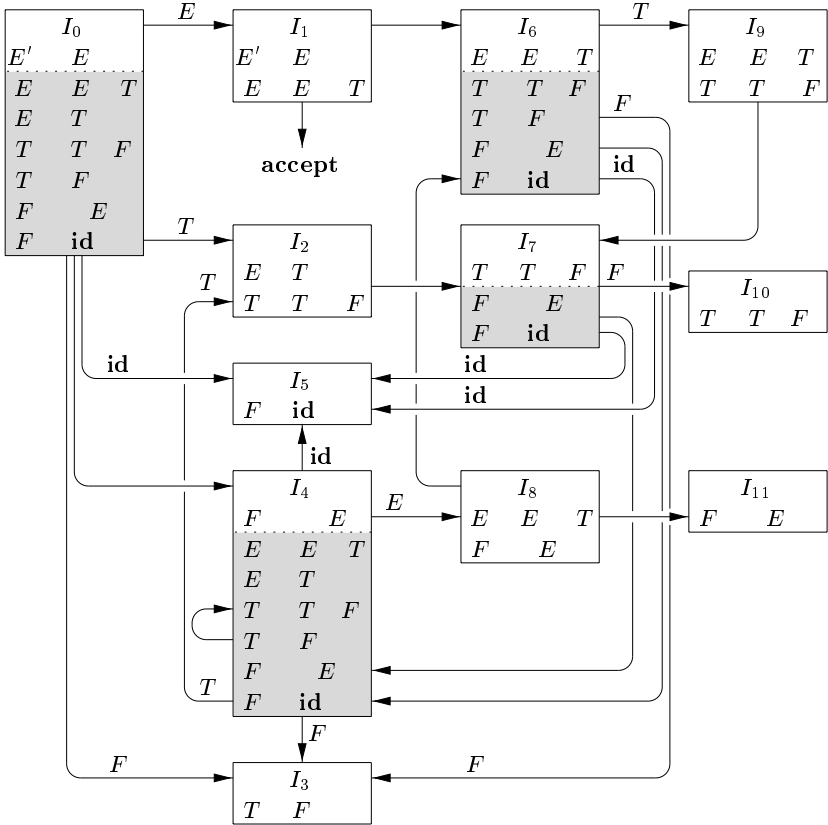 I₀
E′ E
E E T
E T
T T F
T F
F E
F id
E
I₁
E′ E
E E T
accept
I₆
E E T
T T F
T F
F E
F id
T
F
id
I₉
E E T
T T F
T
I₂
E T
T T F
T
I₇
T T F
F E
F id
F
I₁₀
T T F
id
I₅
F id
id
id
id
I₄
F E
E E T
E T
T T F
T F
F E
F id
E
I₈
E E T
F E
I₁₁
F E
T
F
F
I₃
T F
F